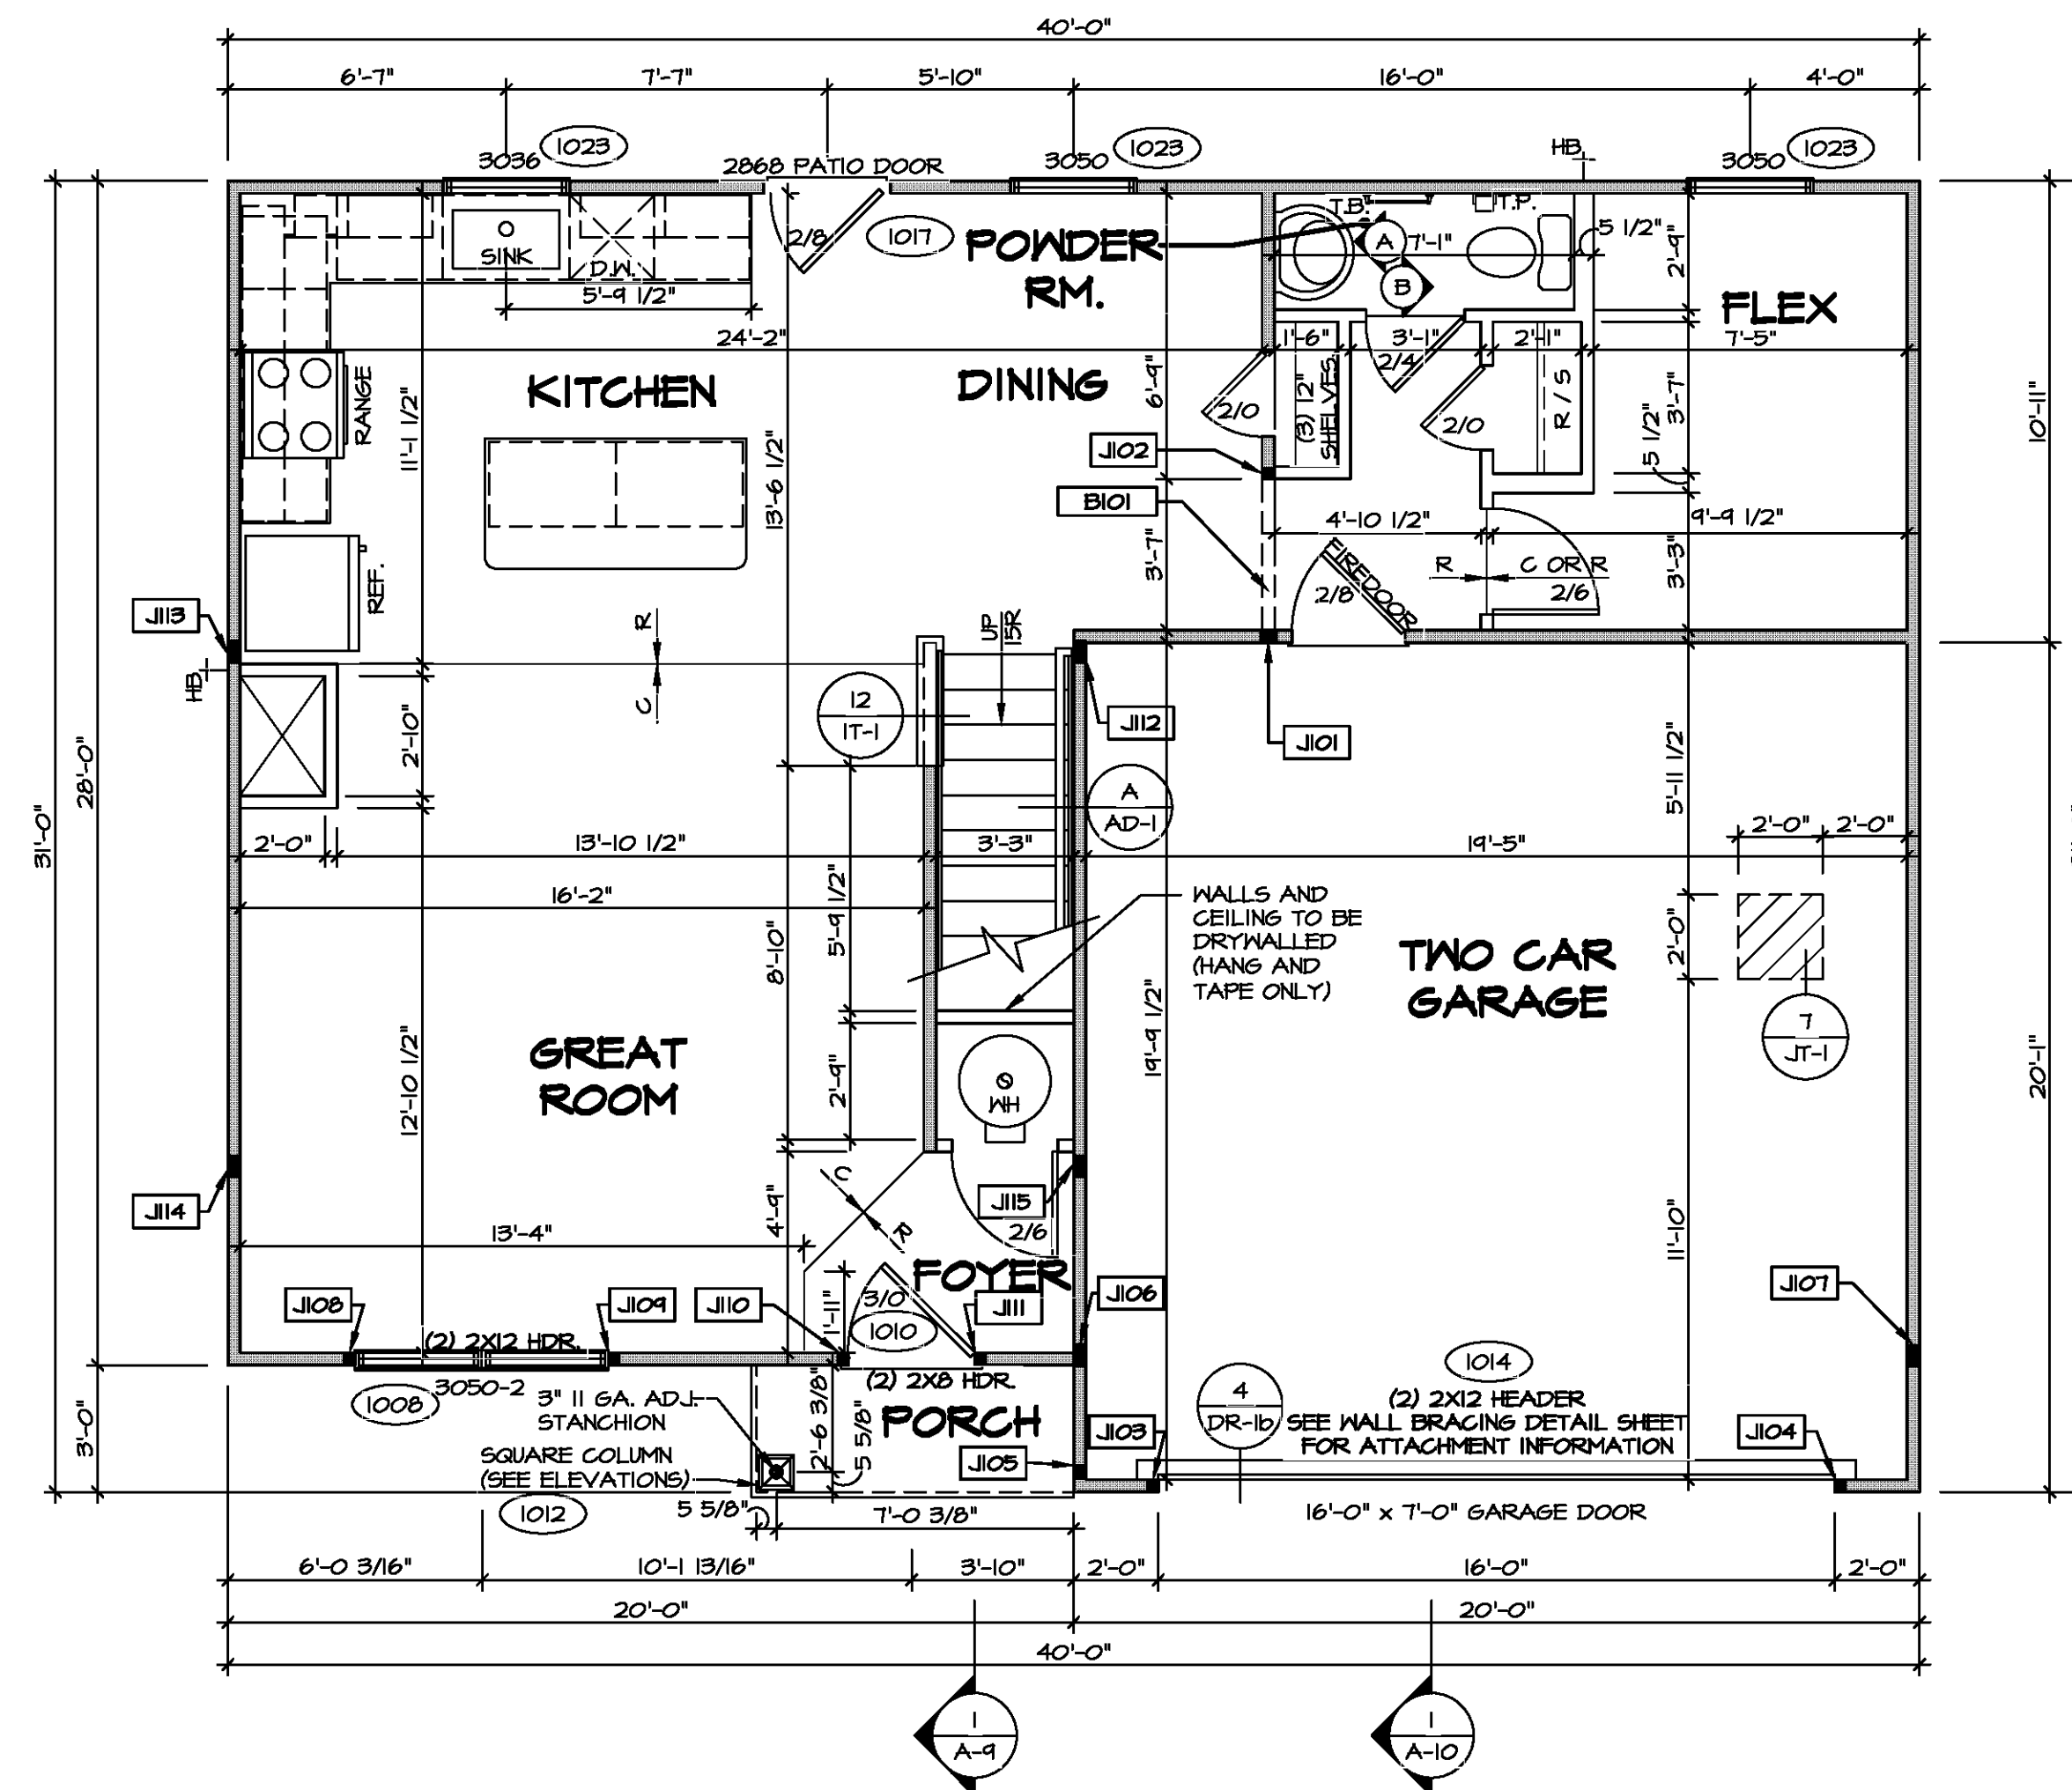 40'-0"
6'-7" 7'-7" 5'-10" 16'-0" 4'-0"
3036 1023 2868 PATIO DOOR 3050 1023 HB 3050 1023
SINK
D.W.
5'-9 1/2"
2/8
1017
POWDER
RM.
T.B. T.P.
A
7'-1"
B
5 1/2"
2'-9"
FLEX
24'-2"
1'-6" 3'-1" 2'-1" 7'-5"
2/4
KITCHEN
DINING
RANGE
11'-1 1/2"
13'-6 1/2"
6'-9"
2/0
(3) 12"
SHELVES
2/0
R / S
3'-7"
5 1/2"
10'-11"
J102
B101
4'-10 1/2" 9'-9 1/2"
3'-7"
3'-3"
FIREDOOR
2/8
R C OR R
2/6
REF.
J113
HB
R
C
UP
15R
12
IT-1
J112
J101
2'-10"
A
AD-1
5'-11 1/2"
2'-0" 2'-0"
28'-0"
31'-0"
2'-0" 13'-10 1/2" 3'-3" 19'-5"
16'-2"
5'-9 1/2"
8'-10"
WALLS AND
CEILING TO BE
DRYWALLED
(HANG AND
TAPE ONLY)
TWO CAR
GARAGE
2'-0"
7
JT-1
19'-9 1/2"
20'-1"
GREAT
ROOM
12'-10 1/2"
2'-9"
WH
J114
C
R
J115
2/6
4'-9"
11'-10"
13'-4"
FOYER
J108 J109 J110
3/0
1'-11"
1010
J111
J106
J107
(2) 2X12 HDR.
3050-2
1008
(2) 2X8 HDR.
1014
4
DR-1b
(2) 2X12 HEADER
SEE WALL BRACING DETAIL SHEET
FOR ATTACHMENT INFORMATION
3" 11 GA. ADJ.
STANCHION
PORCH
2'-6 3/8"
5 5/8"
J103
J104
J105
3'-0"
SQUARE COLUMN
(SEE ELEVATIONS)
1012
5 5/8" 7'-0 3/8"
16'-0" x 7'-0" GARAGE DOOR
6'-0 3/16" 10'-1 13/16" 3'-10" 2'-0" 16'-0" 2'-0"
20'-0" 20'-0"
40'-0"
1
A-9
1
A-10